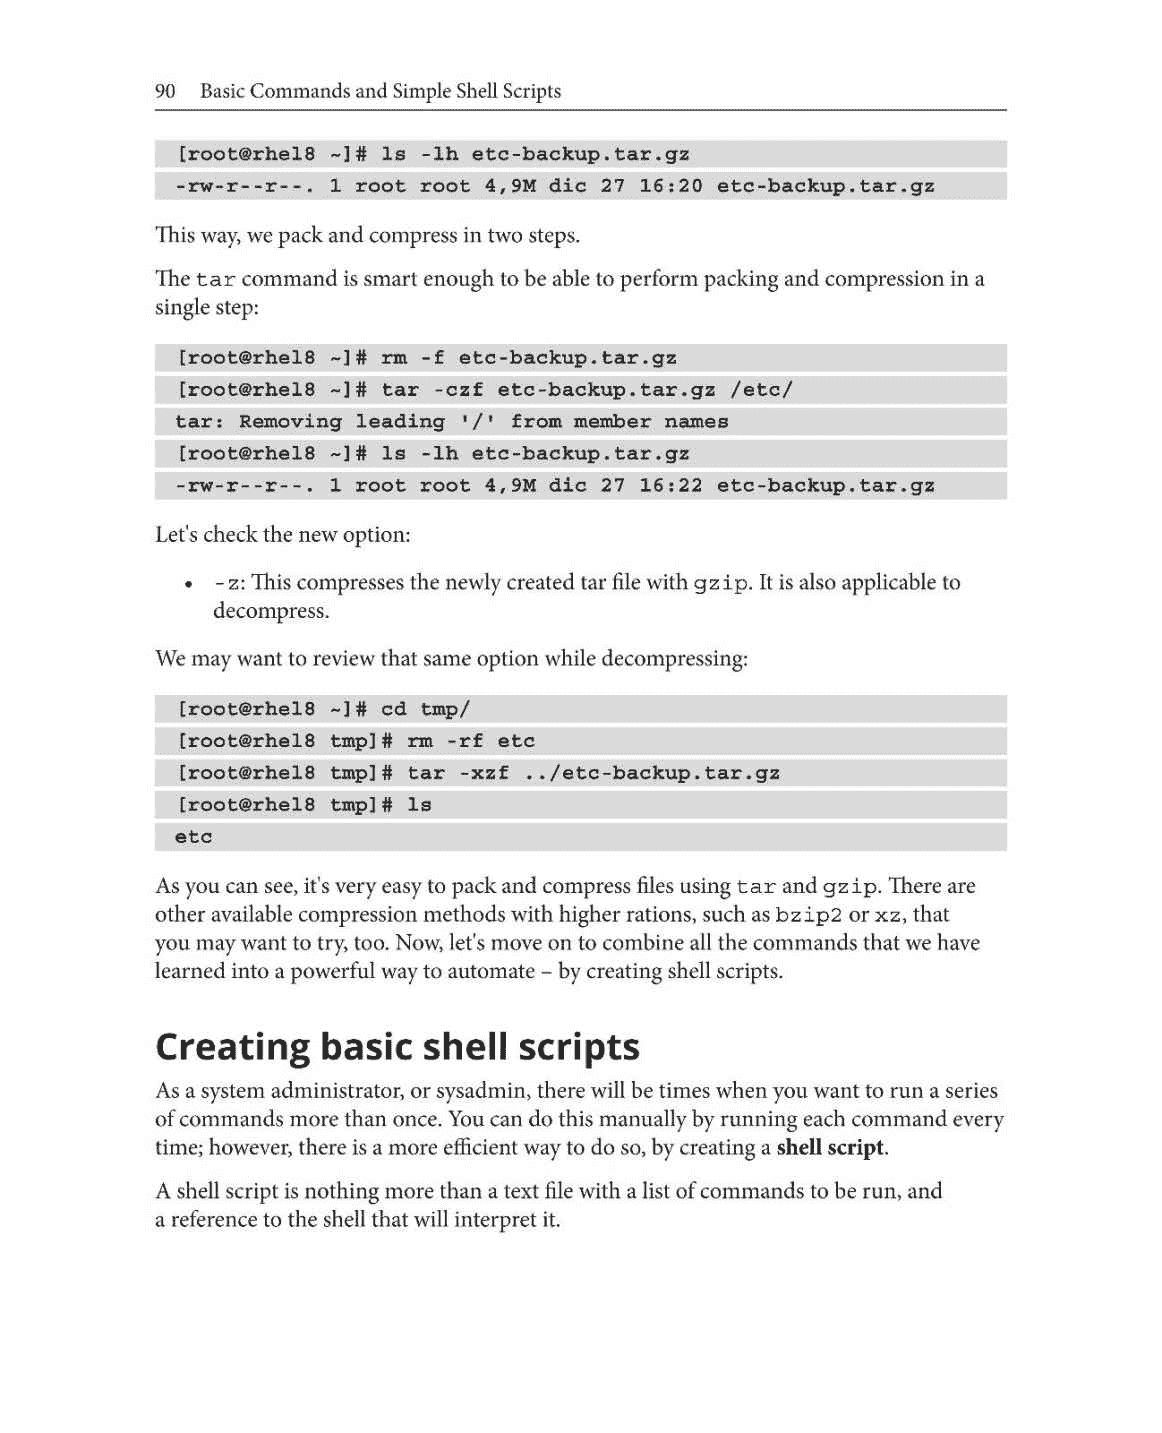 90 Basic Commands and Simple Shell Scripts
[root@rhel8 ~]# ls -lh etc-backup.tar.gz
-rw-r--r--. 1 root root 4,9M dic 27 16:20 etc-backup.tar.gz
This way, we pack and compress in two steps.
The tar command is smart enough to be able to perform packing and compression in a
single step:
[root@rhel8 ~]# rm -f etc-backup.tar.gz
[root@rhel8 ~]# tar -czf etc-backup.tar.gz /etc/
tar: Removing leading '/' from member names
[root@rhel8 ~]# ls -lh etc-backup.tar.gz
-rw-r--r--. 1 root root 4,9M dic 27 16:22 etc-backup.tar.gz
Let's check the new option:
• -z: This compresses the newly created tar file with gzip. It is also applicable to
decompress.
We may want to review that same option while decompressing:
[root@rhel8 ~]# cd tmp/
[root@rhel8 tmp]# rm -rf etc
[root@rhel8 tmp]# tar -xzf ../etc-backup.tar.gz
[root@rhel8 tmp]# ls
etc
As you can see, it's very easy to pack and compress files using tar and gzip. There are
other available compression methods with higher rations, such as bzip2 or xz, that
you may want to try, too. Now, let's move on to combine all the commands that we have
learned into a powerful way to automate – by creating shell scripts.
Creating basic shell scripts
As a system administrator, or sysadmin, there will be times when you want to run a series
of commands more than once. You can do this manually by running each command every
time; however, there is a more efficient way to do so, by creating a shell script.
A shell script is nothing more than a text file with a list of commands to be run, and
a reference to the shell that will interpret it.